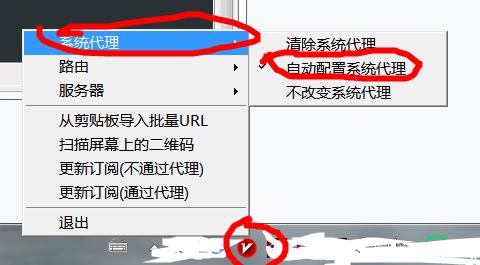 系统代理
路由
服务器
从剪贴板导入批量URL
扫描屏幕上的二维码
更新订阅(不通过代理)
更新订阅(通过代理)
退出
清除系统代理
自动配置系统代理
不改变系统代理